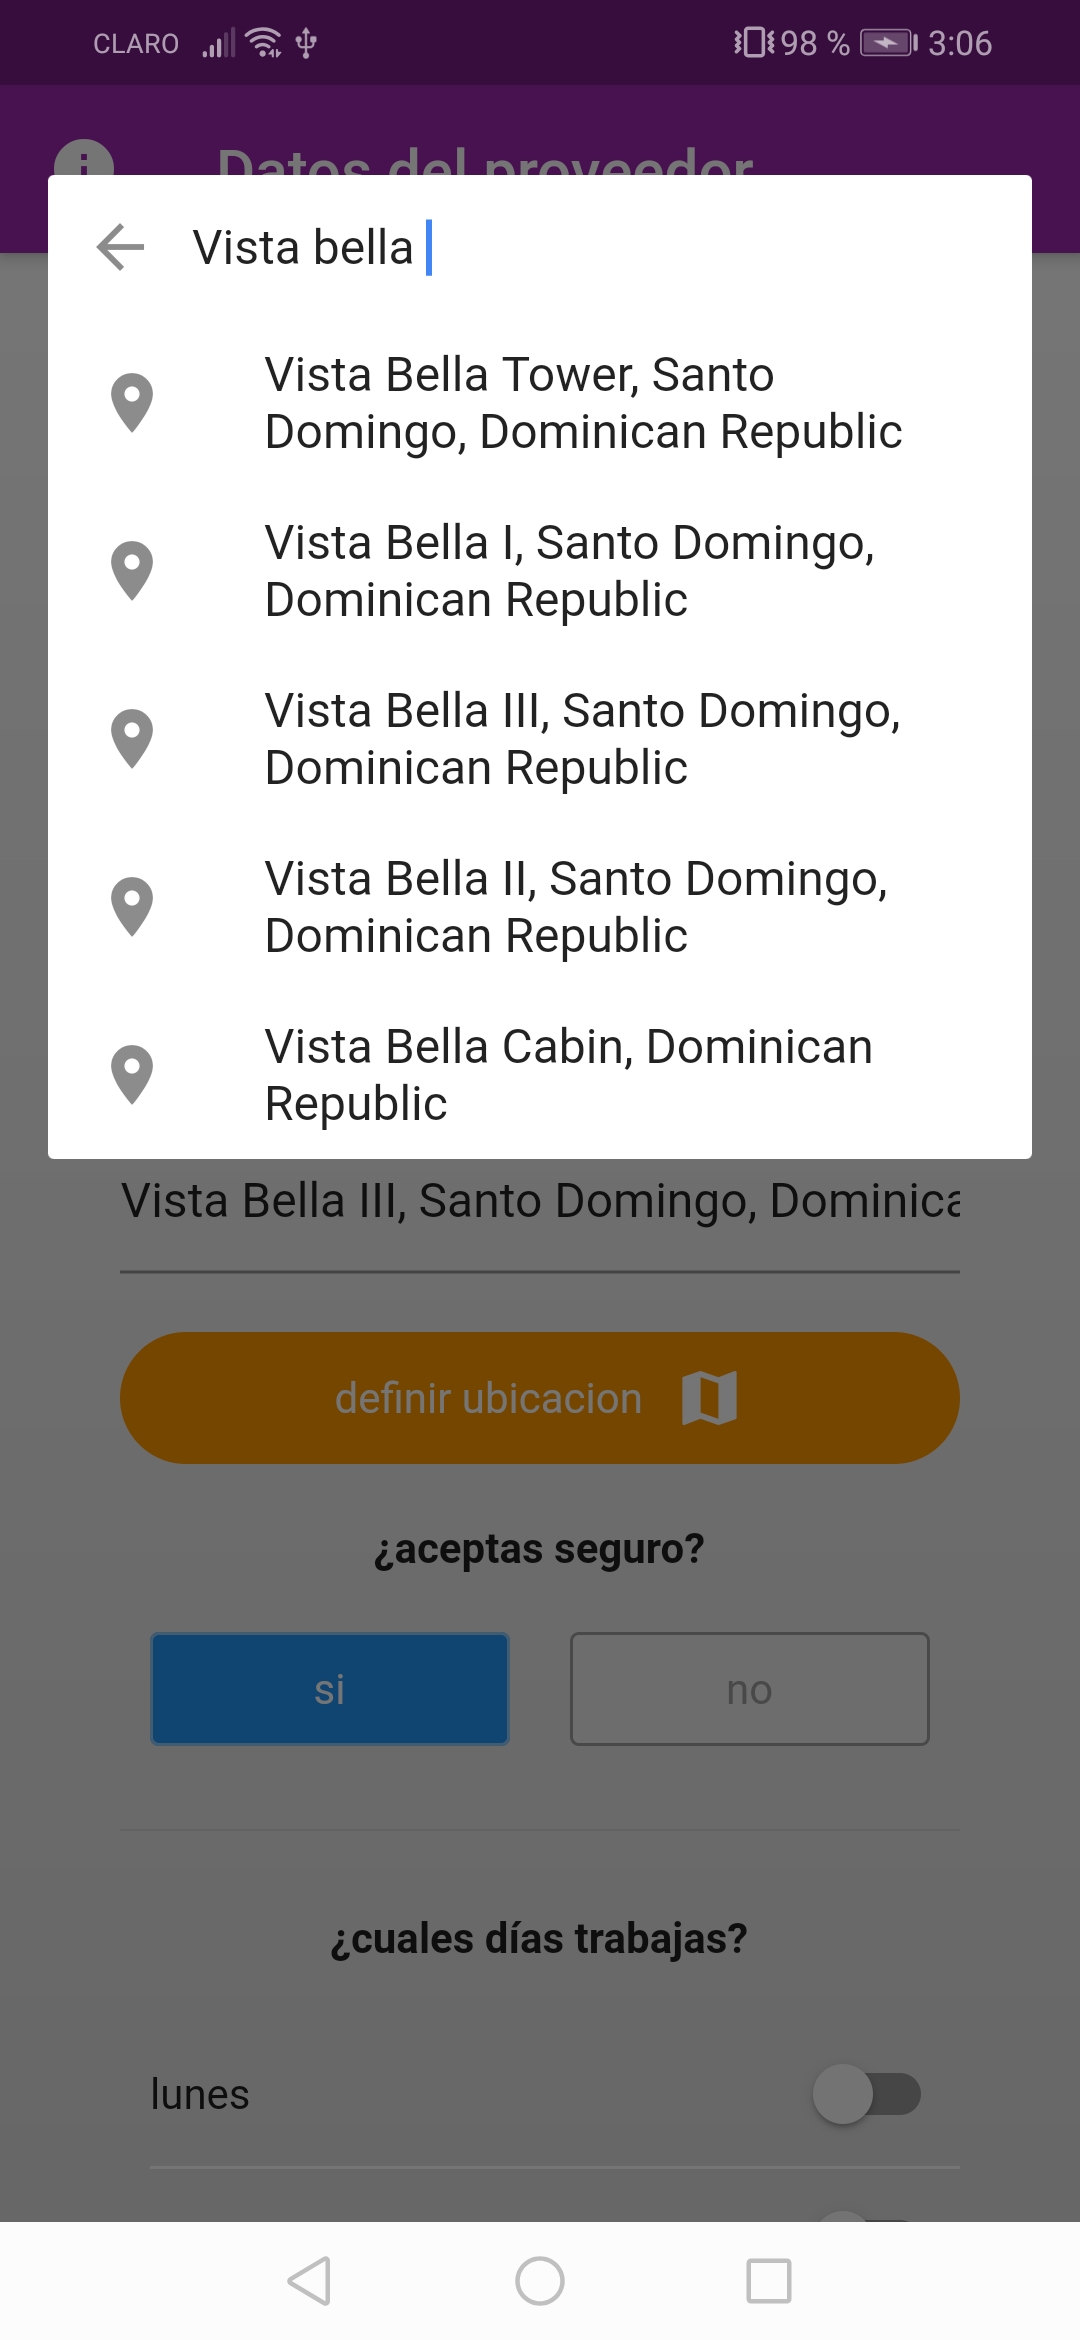 CLARO 98 % 3:06
Datos del proveedor
Vista bella
Vista Bella Tower, Santo
Domingo, Dominican Republic
Vista Bella I, Santo Domingo,
Dominican Republic
Vista Bella III, Santo Domingo,
Dominican Republic
Vista Bella II, Santo Domingo,
Dominican Republic
Vista Bella Cabin, Dominican
Republic
Vista Bella III, Santo Domingo, Dominica
definir ubicacion
¿aceptas seguro?
si no
¿cuales días trabajas?
lunes